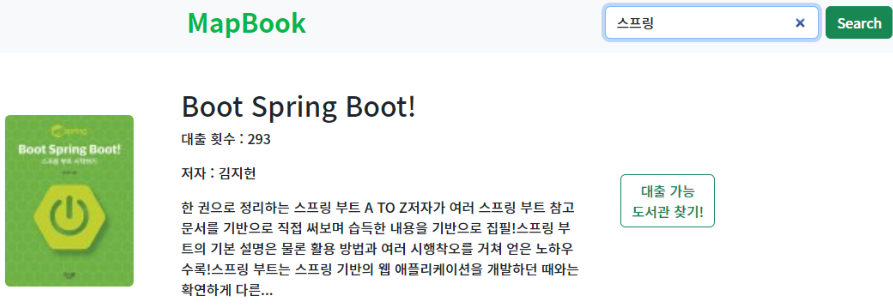 MapBook
스프링
Search
spring
Boot Spring Boot!
스프링 부트 시작하기
Boot Spring Boot!
대출 횟수 : 293
저자 : 김지헌
한 권으로 정리하는 스프링 부트 A TO Z저자가 여러 스프링 부트 참고
문서를 기반으로 직접 써보며 습득한 내용을 기반으로 집필!스프링 부
트의 기본 설명은 물론 활용 방법과 여러 시행착오를 거쳐 얻은 노하우
수록!스프링 부트는 스프링 기반의 웹 애플리케이션을 개발하던 때와는
확연하게 다른...
대출 가능
도서관 찾기!